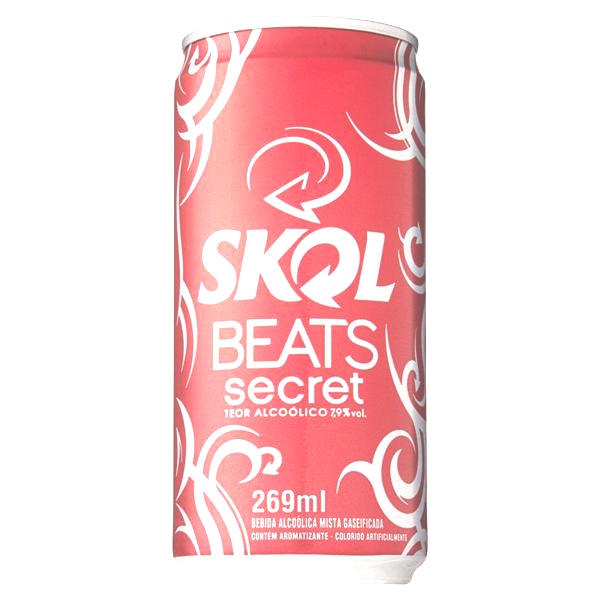 SKOL
BEATS
secret
TEOR ALCOÓLICO 7,9% vol.
269ml
BEBIDA ALCOÓLICA MISTA GASEIFICADA
CONTÉM AROMATIZANTE - COLORIDO ARTIFICIALMENTE